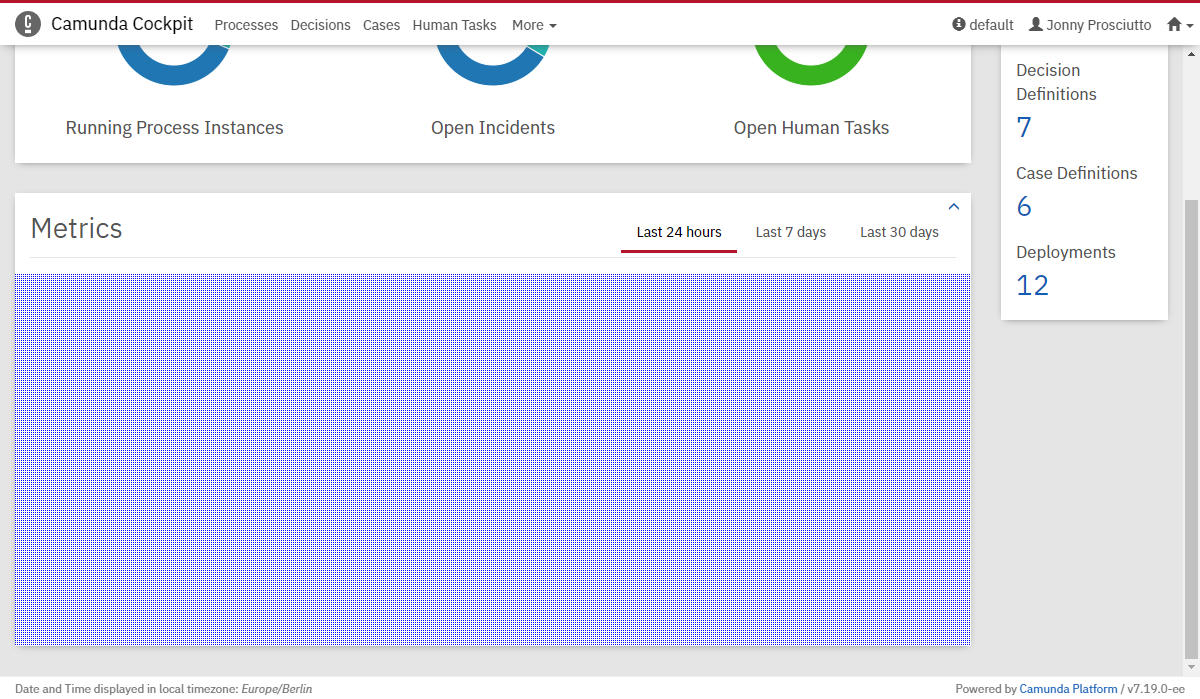 Camunda Cockpit Processes Decisions Cases Human Tasks More default Jonny Prosciutto
Running Process Instances Open Incidents Open Human Tasks
Decision
Definitions
7
Case Definitions
6
Deployments
12
Metrics Last 24 hours Last 7 days Last 30 days
Date and Time displayed in local timezone: Europe/Berlin Powered by Camunda Platform / v7.19.0-ee